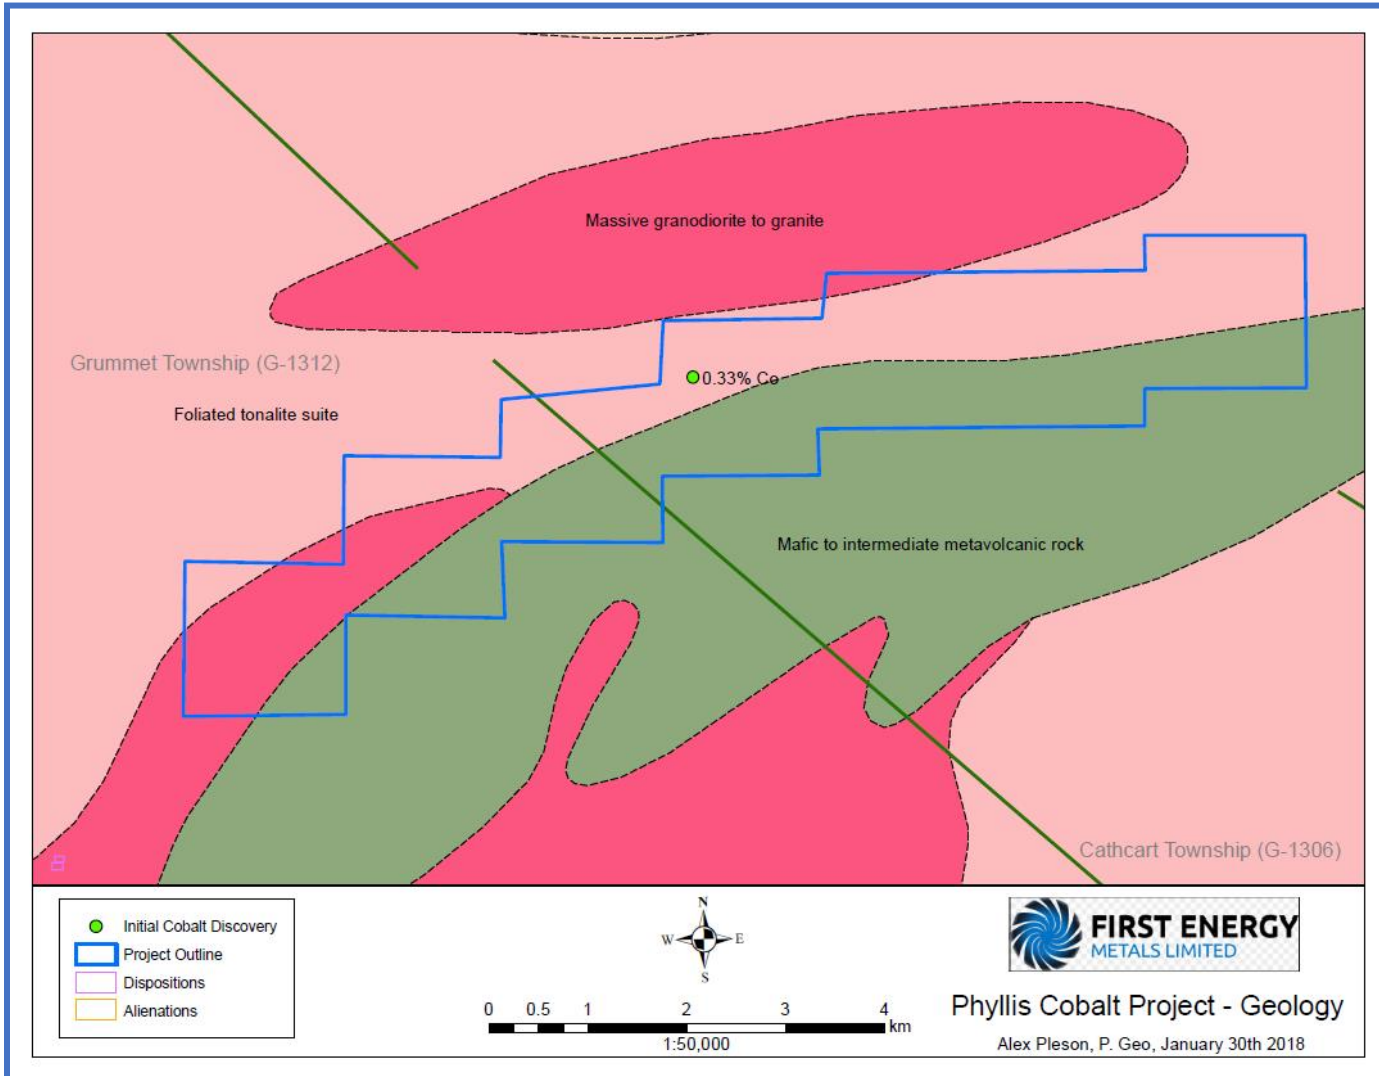 Massive granodiorite to granite
Grummet Township (G-1312)
0.33% Co
Foliated tonalite suite
Mafic to intermediate metavolcanic rock
Cathcart Township (G-1306)
Initial Cobalt Discovery
Project Outline
Dispositions
Alienations
N
W E
S
0 0.5 1 2 3 4
km
1:50,000
FIRST ENERGY
METALS LIMITED
Phyllis Cobalt Project - Geology
Alex Pleson, P. Geo, January 30th 2018